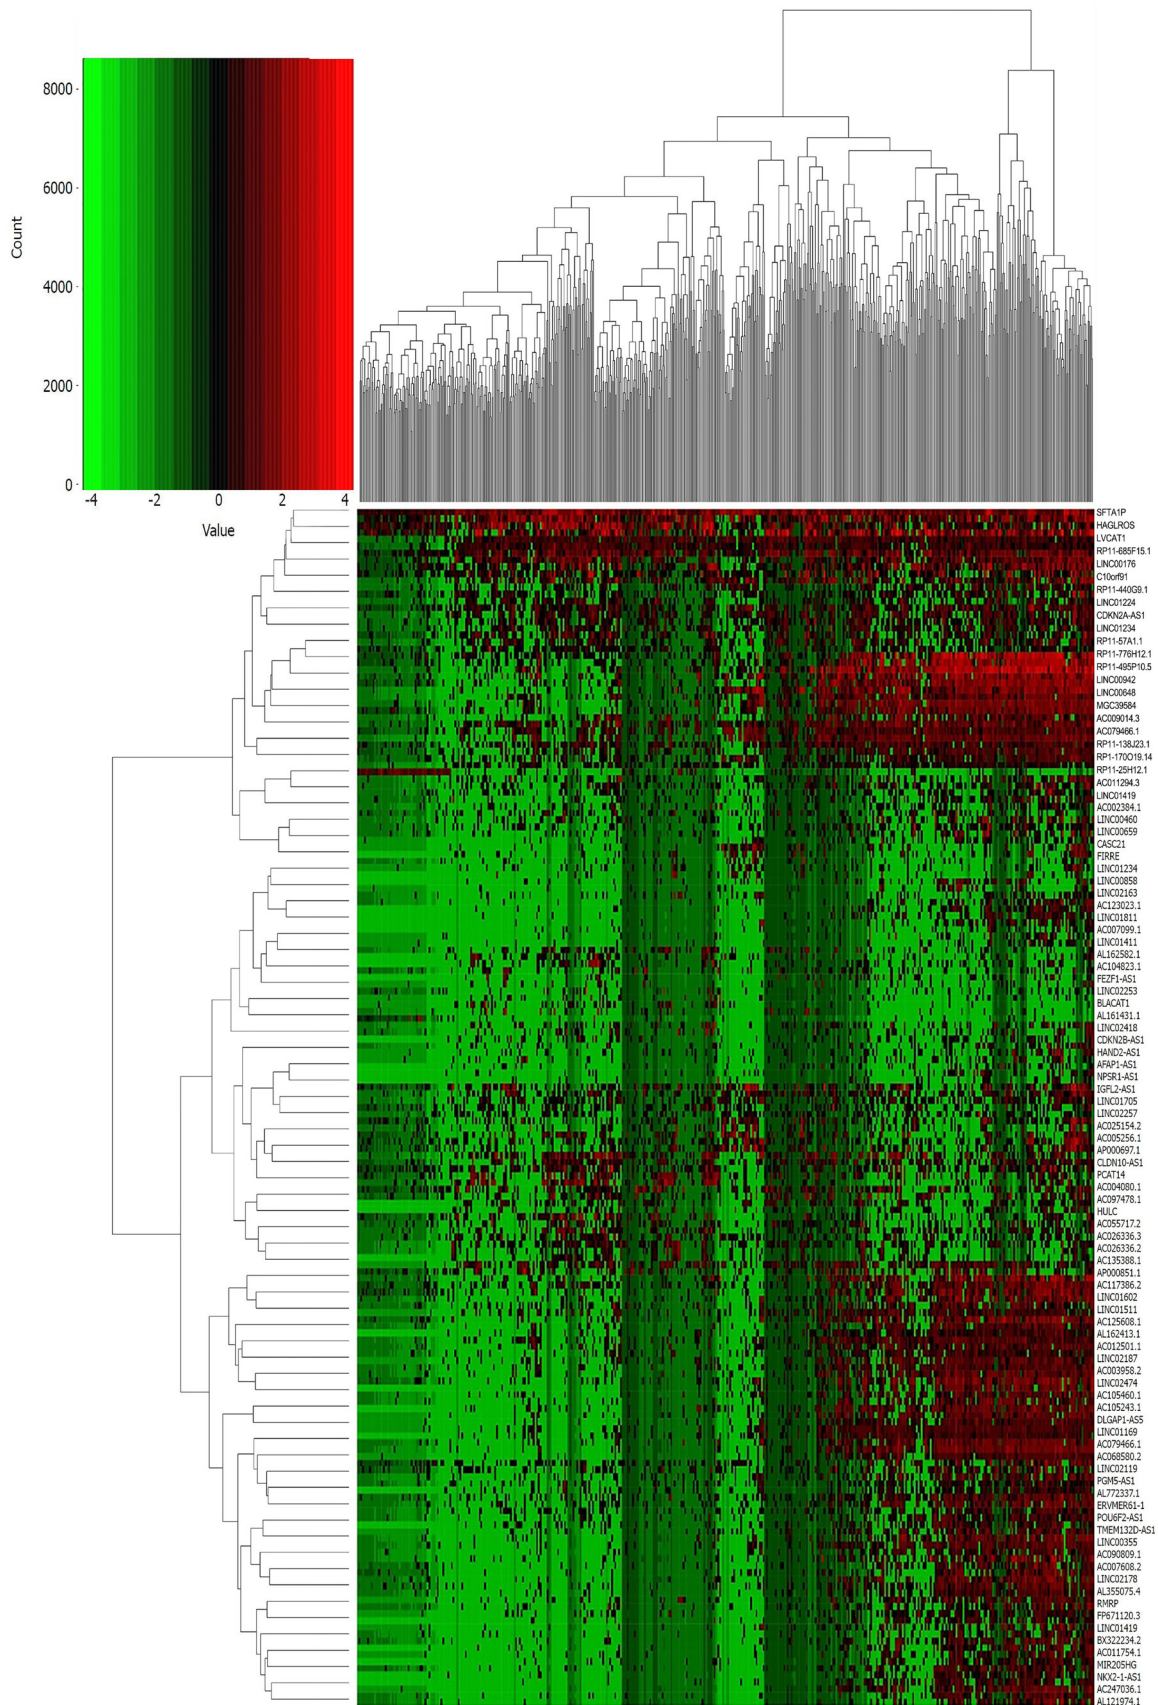 8000
6000
4000
2000
0
Count
-4 -2 0 2 4
Value
SFTA1P
HAGLROS
LVCAT1
RP11-685F15.1
LINC00176
C10orf91
RP11-440G9.1
LINC01224
CDKN2A-AS1
LINC01234
RP11-57A1.1
RP11-776H12.1
RP11-495P10.5
LINC00942
LINC00648
MGC39584
AC009014.3
AC079466.1
RP11-138J23.1
RP1-170O19.14
RP11-25H12.1
AC011294.3
LINC01419
AC002384.1
LINC00460
LINC00659
CASC21
FIRRE
LINC01234
LINC00858
LINC02163
AC123023.1
LINC01811
AC007099.1
LINC01411
AL162582.1
AC104823.1
FEZF1-AS1
LINC02253
BLACAT1
AL161431.1
LINC02418
CDKN2B-AS1
HAND2-AS1
AFAP1-AS1
NPSR1-AS1
IGFL2-AS1
LINC01705
LINC02257
AC025154.2
AC005256.1
AP000697.1
CLDN10-AS1
PCAT14
AC004080.1
AC097478.1
HULC
AC055717.2
AC026336.3
AC026336.2
AC135388.1
AP000851.1
AC117386.2
LINC01602
LINC01511
AC125608.1
AL162413.1
AC012501.1
LINC02187
AC003958.2
LINC02474
AC105460.1
AC105243.1
DLGAP1-AS5
LINC01169
AC079466.1
AC068580.2
LINC02119
PGM5-AS1
AL772337.1
ERVMER61-1
POU6F2-AS1
TMEM132D-AS1
LINC00355
AC090809.1
AC007608.2
LINC02178
AL355075.4
RMRP
FP671120.3
LINC01419
BX322234.2
AC011754.1
MIR205HG
NKX2-1-AS1
AC247036.1
AL121974.1